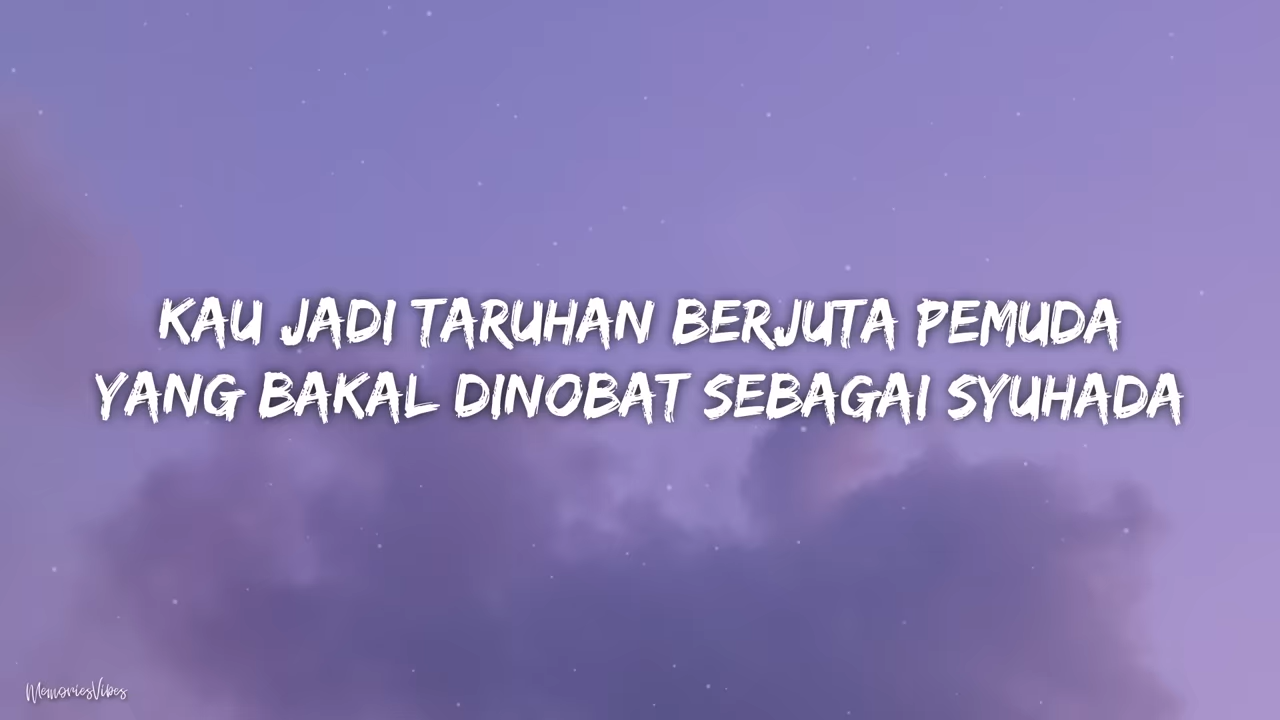 KAU JADI TARUHAN BERJUTA PEMUDA
YANG BAKAL DINOBAT SEBAGAI SYUHADA
MemoriesVibes